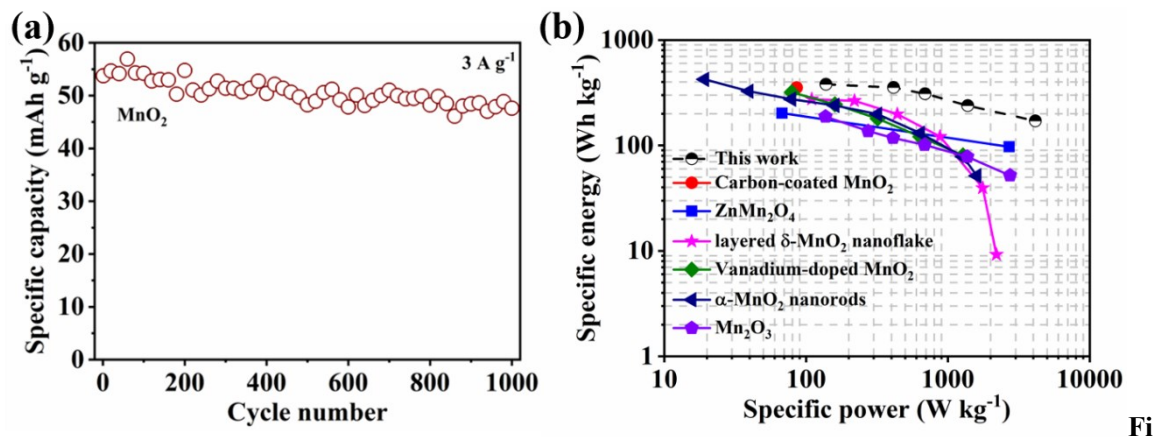 (a)
60
50
40
30
20
10
0
Specific capacity (mAh g⁻¹)
3 A g⁻¹
MnO₂
0 200 400 600 800 1000
Cycle number
(b)
1000
100
10
1
Specific energy (Wh kg⁻¹)
This work
Carbon-coated MnO₂
ZnMn₂O₄
layered δ-MnO₂ nanoflake
Vanadium-doped MnO₂
α-MnO₂ nanorods
Mn₂O₃
10 100 1000 10000
Specific power (W kg⁻¹)
Fi